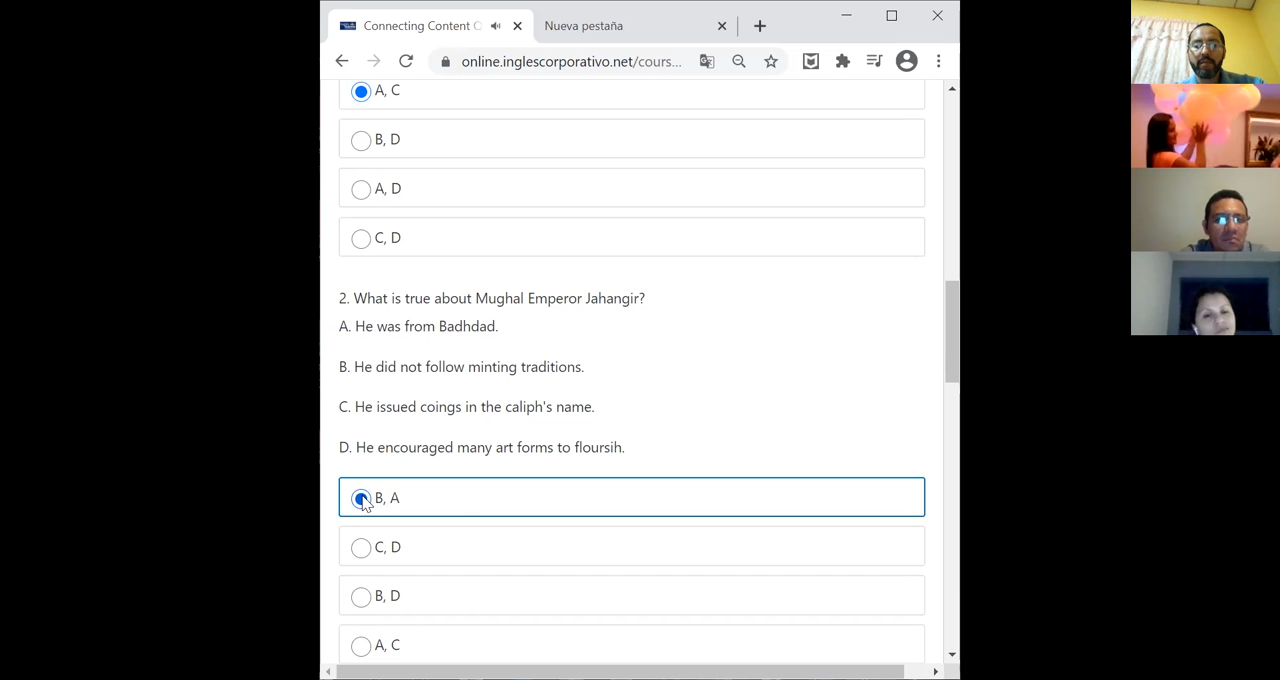 Connecting Content C
Nueva pestaña
online.inglescorporativo.net/cours...
A, C
B, D
A, D
C, D
2. What is true about Mughal Emperor Jahangir?
A. He was from Badhdad.
B. He did not follow minting traditions.
C. He issued coings in the caliph's name.
D. He encouraged many art forms to floursih.
B, A
C, D
B, D
A, C